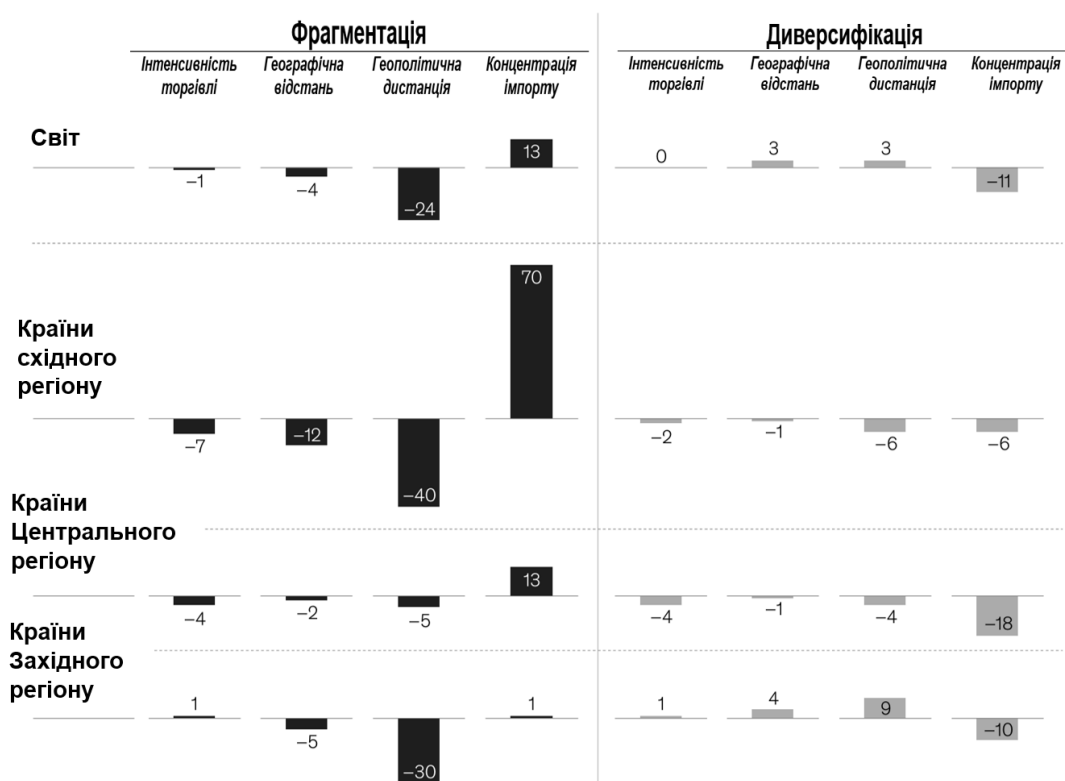 Фрагментація
Диверсифікація
Інтенсивність торгівлі
Географічна відстань
Геополітична дистанція
Концентрація імпорту
Інтенсивність торгівлі
Географічна відстань
Геополітична дистанція
Концентрація імпорту
Світ
−1
−4
−24
13
0
3
3
−11
Країни
східного
регіону
−7
−12
−40
70
−2
−1
−6
−6
Країни
Центрального
регіону
−4
−2
−5
13
−4
−1
−4
−18
Країни
Західного
регіону
1
−5
−30
1
1
4
9
−10